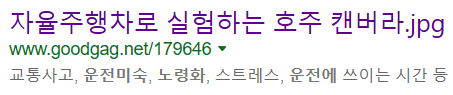 자율주행차로 실험하는 호주 캔버라.jpg
www.goodgag.net/179646
교통사고, 운전미숙, 노령화, 스트레스, 운전에 쓰이는 시간 등